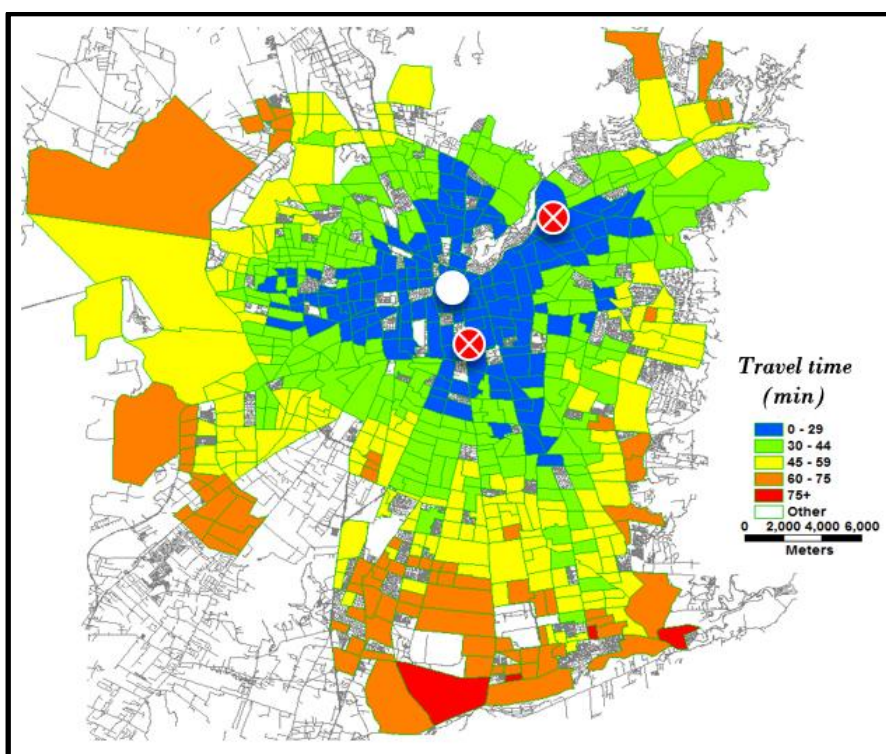 Travel time
(min)
0 - 29
30 - 44
45 - 59
60 - 75
75+
Other
0 2,000 4,000 6,000
Meters